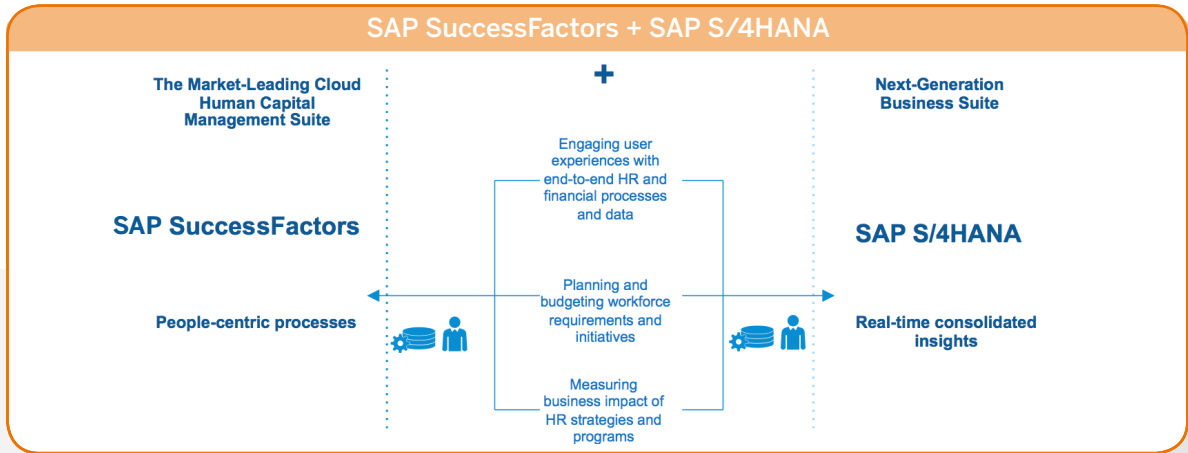 SAP SuccessFactors + SAP S/4HANA
The Market-Leading Cloud
Human Capital
Management Suite
SAP SuccessFactors
People-centric processes
+
Engaging user
experiences with
end-to-end HR and
financial processes
and data
Planning and
budgeting workforce
requirements and
initiatives
Measuring
business impact of
HR strategies and
programs
Next-Generation
Business Suite
SAP S/4HANA
Real-time consolidated
insights